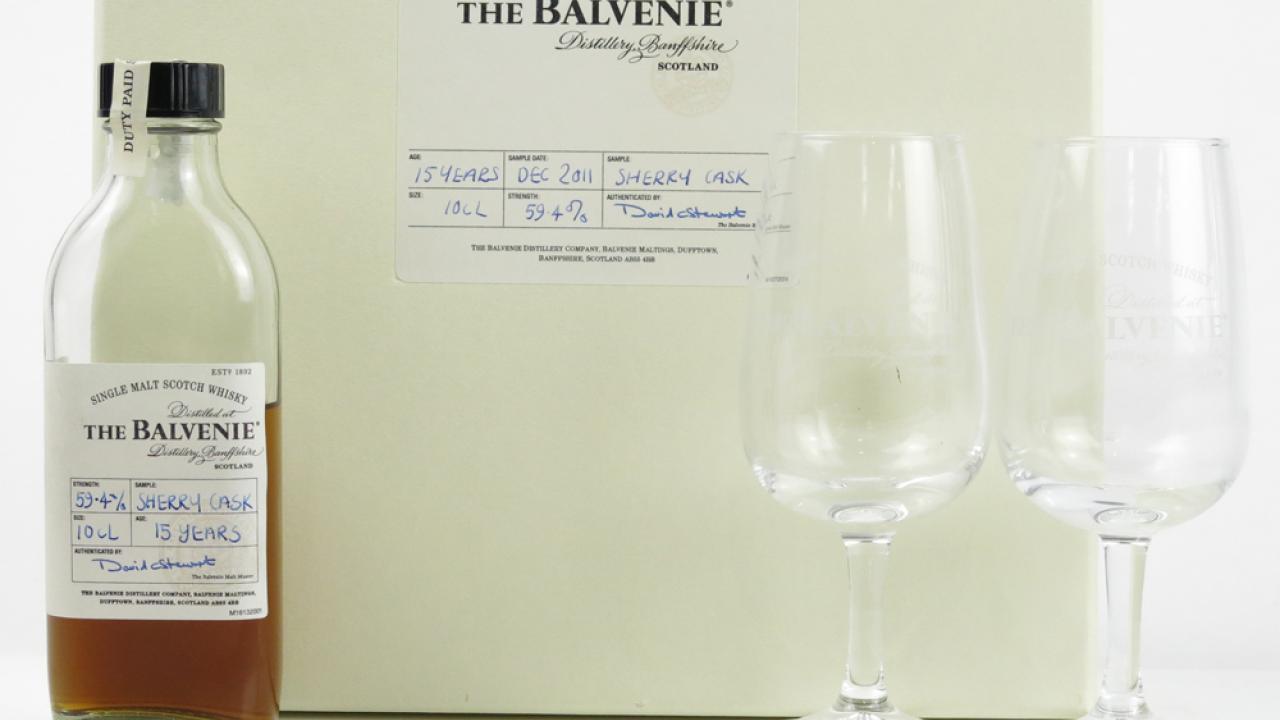 THE BALVENIE®
Distillery, Banffshire
SCOTLAND
AGE: SAMPLE DATE: SAMPLE:
15 YEARS DEC 2011 SHERRY CASK
SIZE: STRENGTH: AUTHENTICATED BY:
10CL 59.4% David C Stewart
The Balvenie
THE BALVENIE DISTILLERY COMPANY, BALVENIE MALTINGS, DUFFTOWN,
BANFFSHIRE, SCOTLAND AB55 4BB
DUTY PAID
ESTD 1892
SINGLE MALT SCOTCH WHISKY
Distilled at
THE BALVENIE®
Distillery, Banffshire
SCOTLAND
STRENGTH: SAMPLE:
59.4% SHERRY CASK
SIZE: AGE:
10CL 15 YEARS
AUTHENTICATED BY:
David C Stewart
The Balvenie Malt Master
THE BALVENIE DISTILLERY COMPANY, BALVENIE MALTINGS,
DUFFTOWN, BANFFSHIRE, SCOTLAND AB55 4BB
SCOTCH WHISKY
Distilled at
BALVENIE